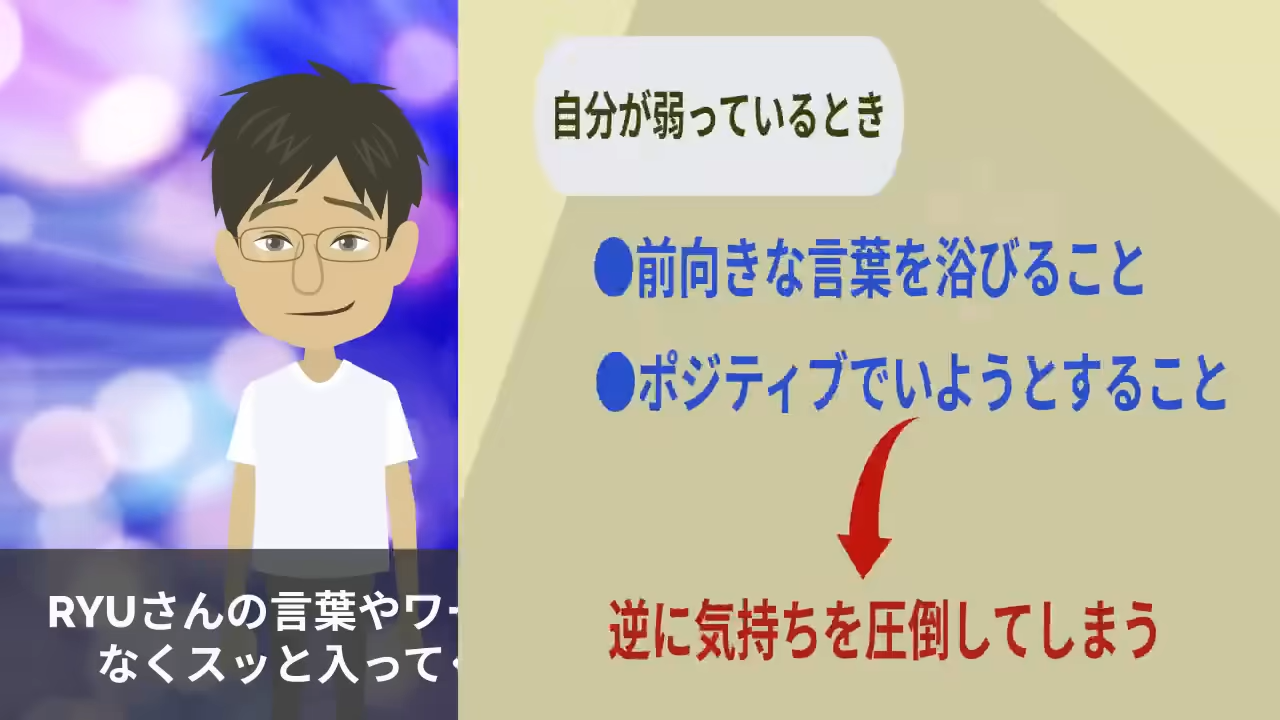 自分が弱っているとき
●前向きな言葉を浴びること
●ポジティブでいようとすること
逆に気持ちを圧倒してしまう
RYUさんの言葉やワー
なくスッと入って